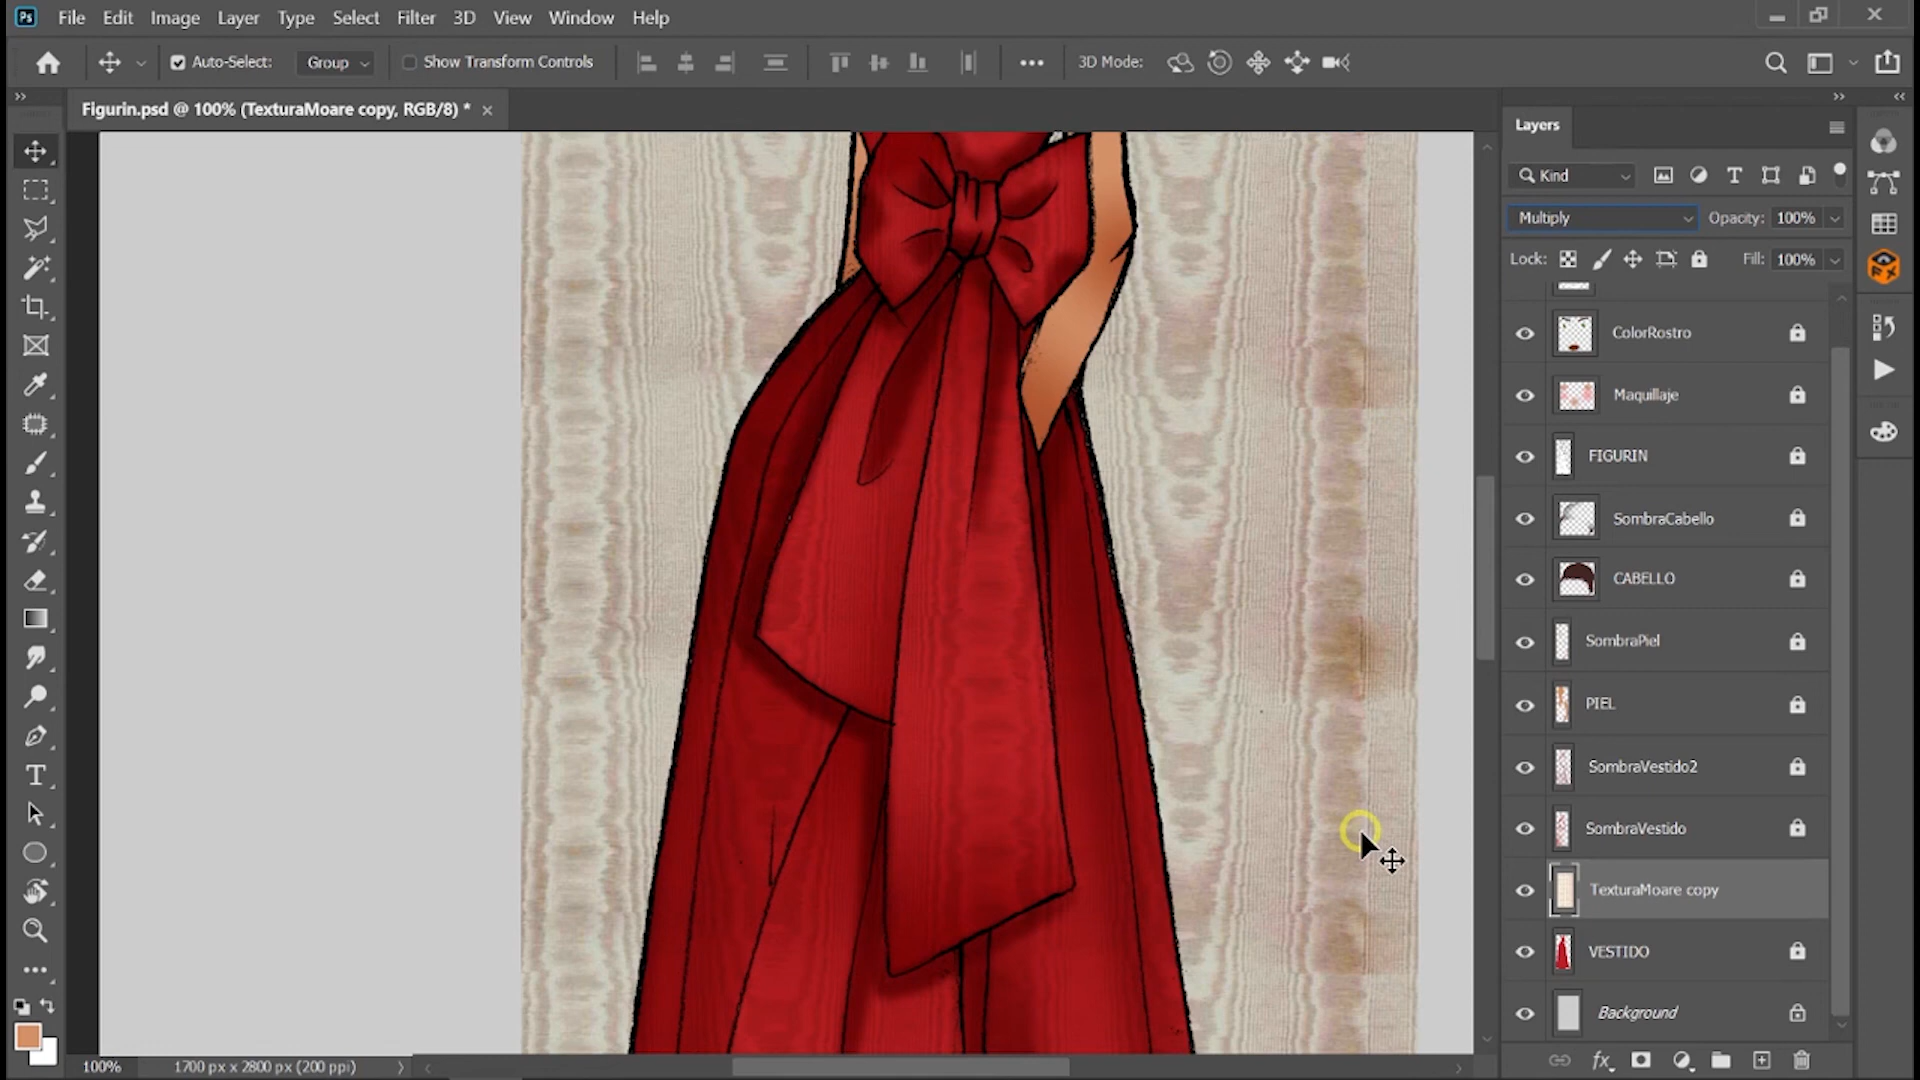 Ps File Edit Image Layer Type Select Filter 3D View Window Help
Auto-Select: Group Show Transform Controls 3D Mode:
Figurin.psd @ 100% (TexturaMoare copy, RGB/8) *
Layers
Kind
Multiply Opacity: 100%
Lock: Fill: 100%
ColorRostro
Maquillaje
FIGURIN
SombraCabello
CABELLO
SombraPiel
PIEL
SombraVestido2
SombraVestido
TexturaMoare copy
VESTIDO
Background
100% 1700 px x 2800 px (200 ppi)
fx